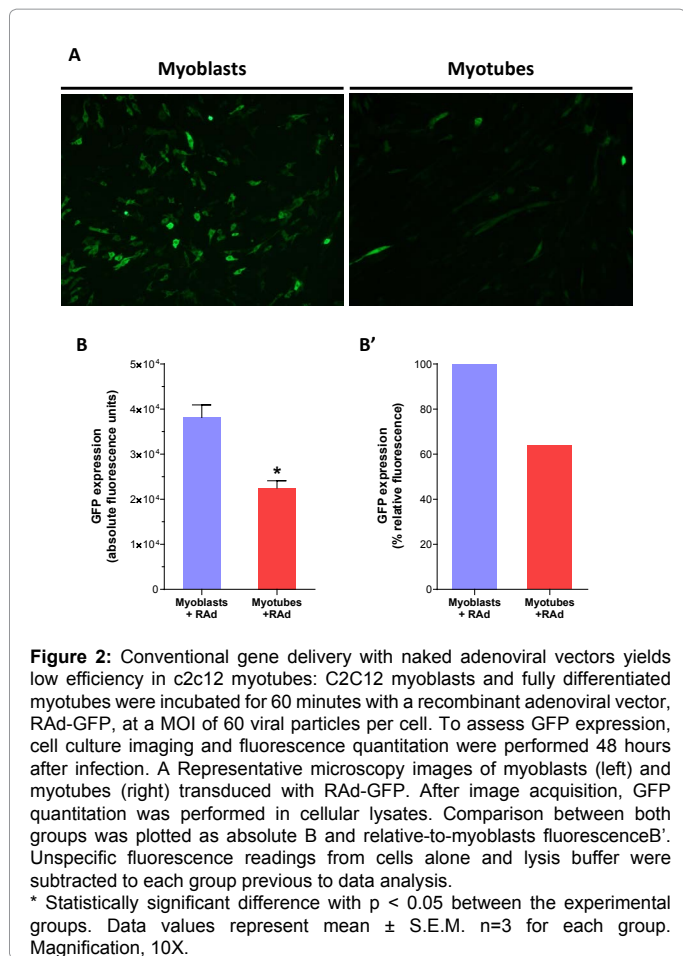 A
Myoblasts
Myotubes
B
5×10⁴
4×10⁴
3×10⁴
2×10⁴
1×10⁴
0
GFP expression
(absolute fluorescence units)
*
Myoblasts
+ RAd
Myotubes
+RAd
B’
100
80
60
40
20
0
GFP expression
(% relative fluorescence)
Myoblasts
+ RAd
Myotubes
+RAd
Figure 2: Conventional gene delivery with naked adenoviral vectors yields
low efficiency in c2c12 myotubes: C2C12 myoblasts and fully differentiated
myotubes were incubated for 60 minutes with a recombinant adenoviral vector,
RAd-GFP, at a MOI of 60 viral particles per cell. To assess GFP expression,
cell culture imaging and fluorescence quantitation were performed 48 hours
after infection. A Representative microscopy images of myoblasts (left) and
myotubes (right) transduced with RAd-GFP. After image acquisition, GFP
quantitation was performed in cellular lysates. Comparison between both
groups was plotted as absolute B and relative-to-myoblasts fluorescenceB’.
Unspecific fluorescence readings from cells alone and lysis buffer were
subtracted to each group previous to data analysis.
* Statistically significant difference with p < 0.05 between the experimental
groups. Data values represent mean ± S.E.M. n=3 for each group.
Magnification, 10X.